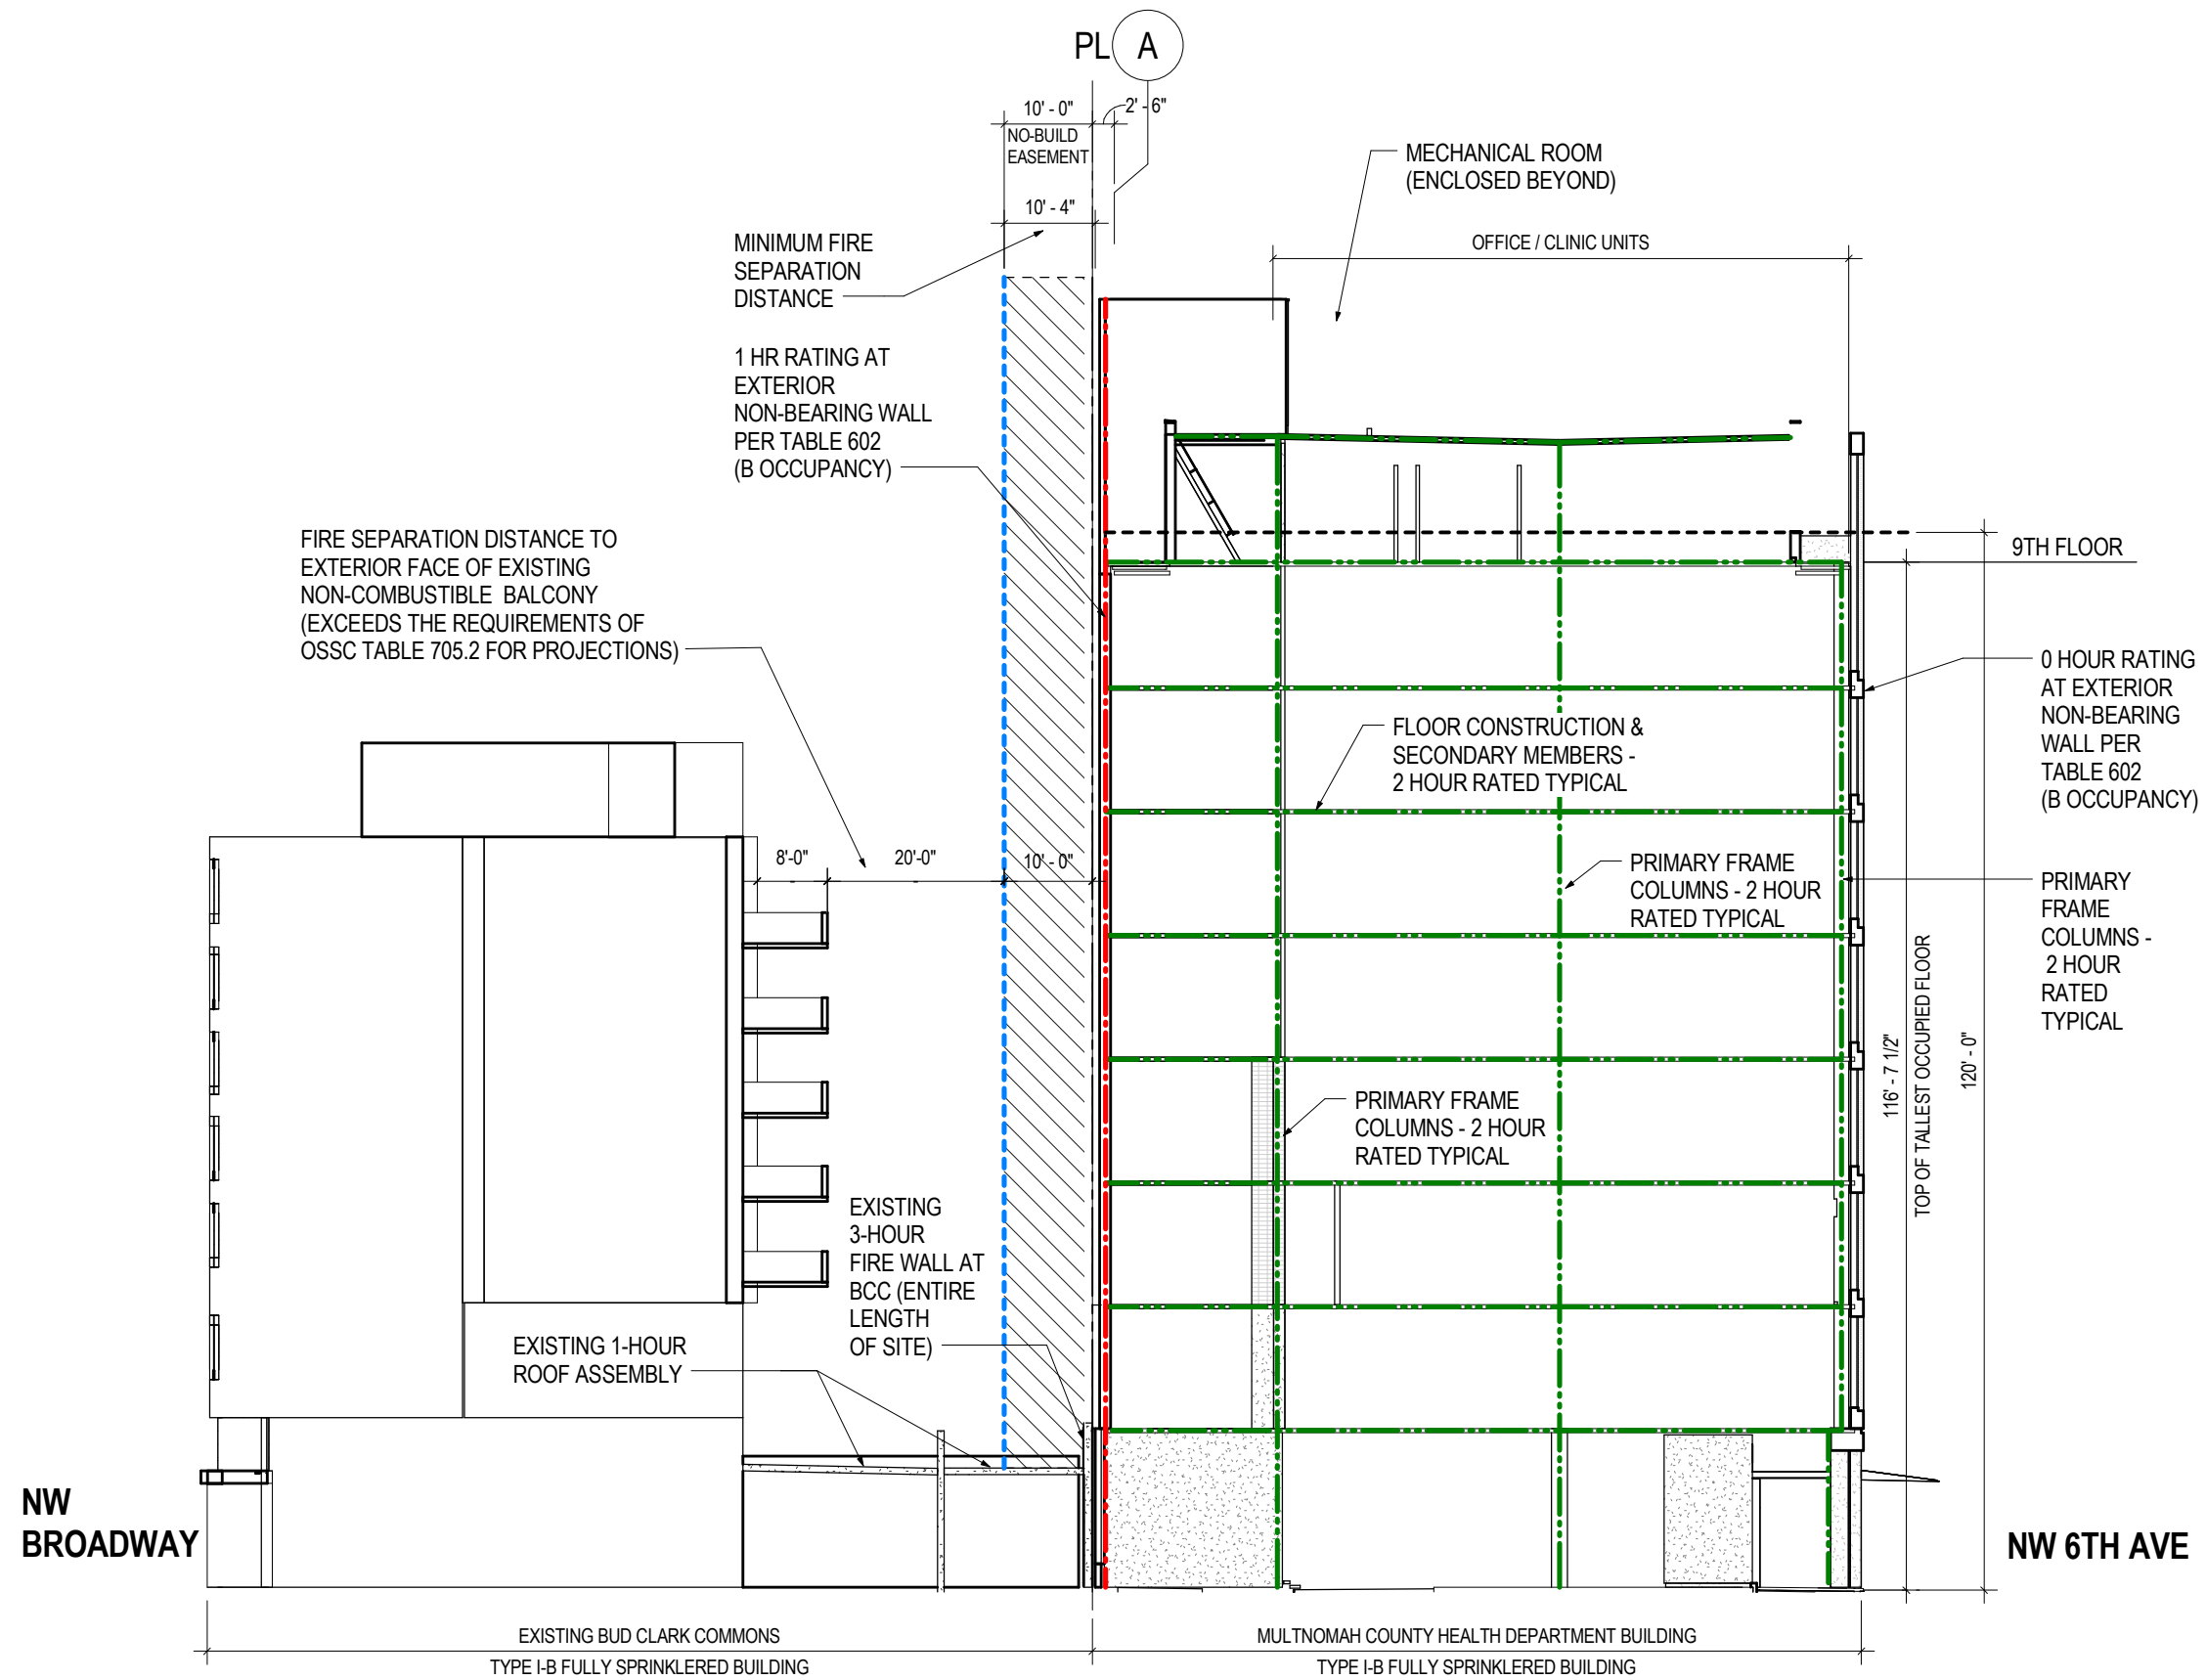 PL
A
10' - 0"
2' - 6"
NO-BUILD
EASEMENT
10' - 4"
MINIMUM FIRE
SEPARATION
DISTANCE
MECHANICAL ROOM
(ENCLOSED BEYOND)
OFFICE / CLINIC UNITS
1 HR RATING AT
EXTERIOR
NON-BEARING WALL
PER TABLE 602
(B OCCUPANCY)
FIRE SEPARATION DISTANCE TO
EXTERIOR FACE OF EXISTING
NON-COMBUSTIBLE BALCONY
(EXCEEDS THE REQUIREMENTS OF
OSSC TABLE 705.2 FOR PROJECTIONS)
9TH FLOOR
0 HOUR RATING
AT EXTERIOR
NON-BEARING
WALL PER
TABLE 602
(B OCCUPANCY)
FLOOR CONSTRUCTION &
SECONDARY MEMBERS -
2 HOUR RATED TYPICAL
8'-0"
20'-0"
10' - 0"
PRIMARY FRAME
COLUMNS - 2 HOUR
RATED TYPICAL
PRIMARY
FRAME
COLUMNS -
2 HOUR
RATED
TYPICAL
116' - 7 1/2"
TOP OF TALLEST OCCUPIED FLOOR
120' - 0"
PRIMARY FRAME
COLUMNS - 2 HOUR
RATED TYPICAL
EXISTING
3-HOUR
FIRE WALL AT
BCC (ENTIRE
LENGTH
OF SITE)
EXISTING 1-HOUR
ROOF ASSEMBLY
NW
BROADWAY
NW 6TH AVE
EXISTING BUD CLARK COMMONS
TYPE I-B FULLY SPRINKLERED BUILDING
MULTNOMAH COUNTY HEALTH DEPARTMENT BUILDING
TYPE I-B FULLY SPRINKLERED BUILDING